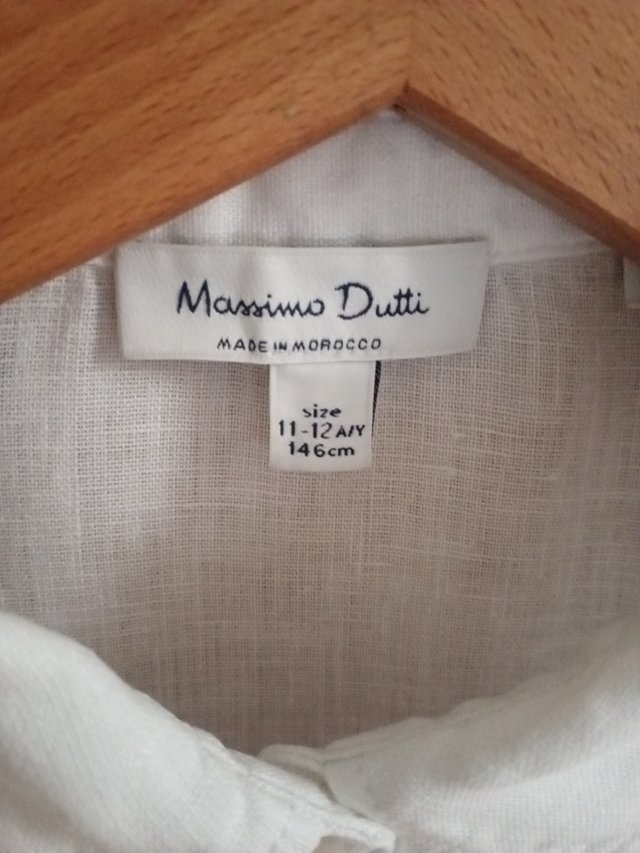 Massimo Dutti
MADE IN MOROCCO
size
11-12 A/Y
146cm